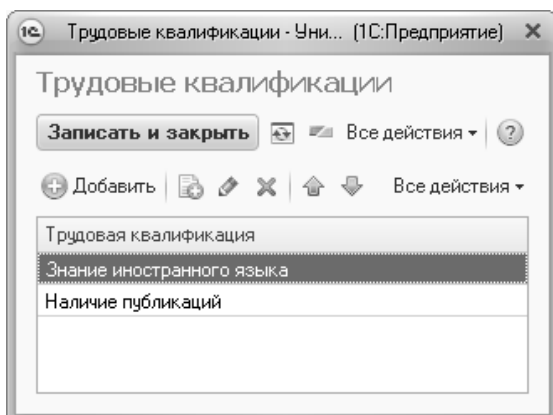 1С Трудовые квалификации - Уни... (1С:Предприятие)
Трудовые квалификации
Записать и закрыть Все действия
Добавить Все действия
Трудовая квалификация
Знание иностранного языка
Наличие публикаций